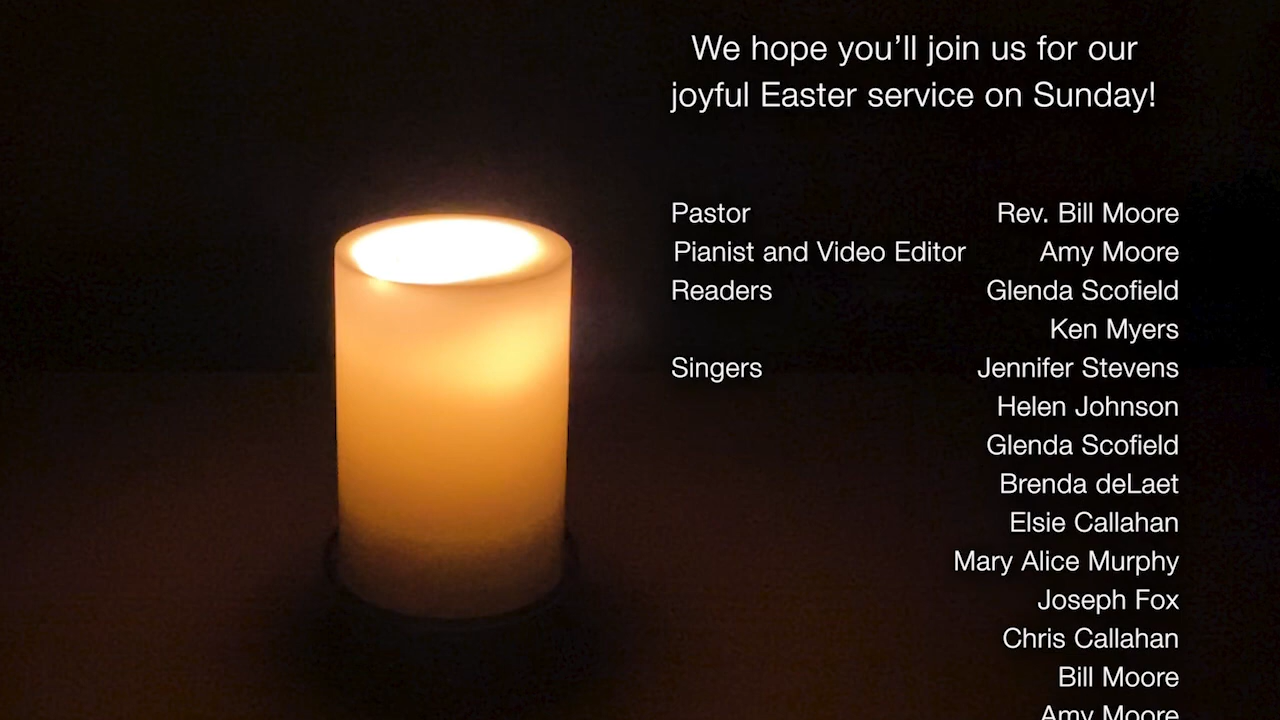 We hope you’ll join us for our
joyful Easter service on Sunday!
Pastor Rev. Bill Moore
Pianist and Video Editor Amy Moore
Readers Glenda Scofield
Ken Myers
Singers Jennifer Stevens
Helen Johnson
Glenda Scofield
Brenda deLaet
Elsie Callahan
Mary Alice Murphy
Joseph Fox
Chris Callahan
Bill Moore
Amy Moore